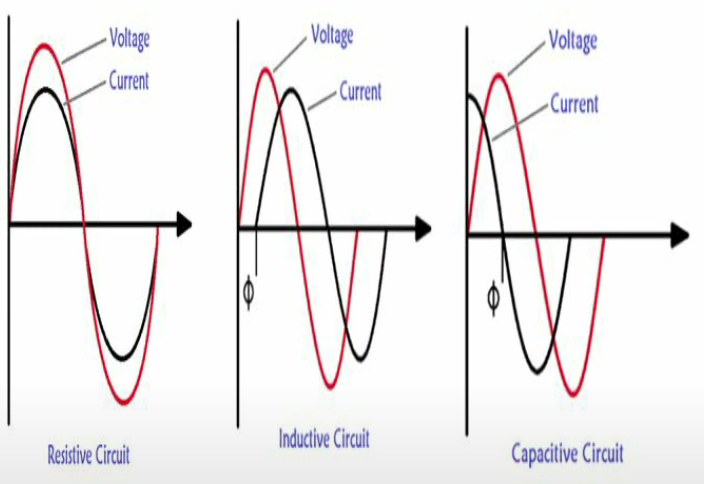 Voltage
Current
Resistive Circuit
Voltage
Current
Φ
Inductive Circuit
Voltage
Current
Φ
Capacitive Circuit